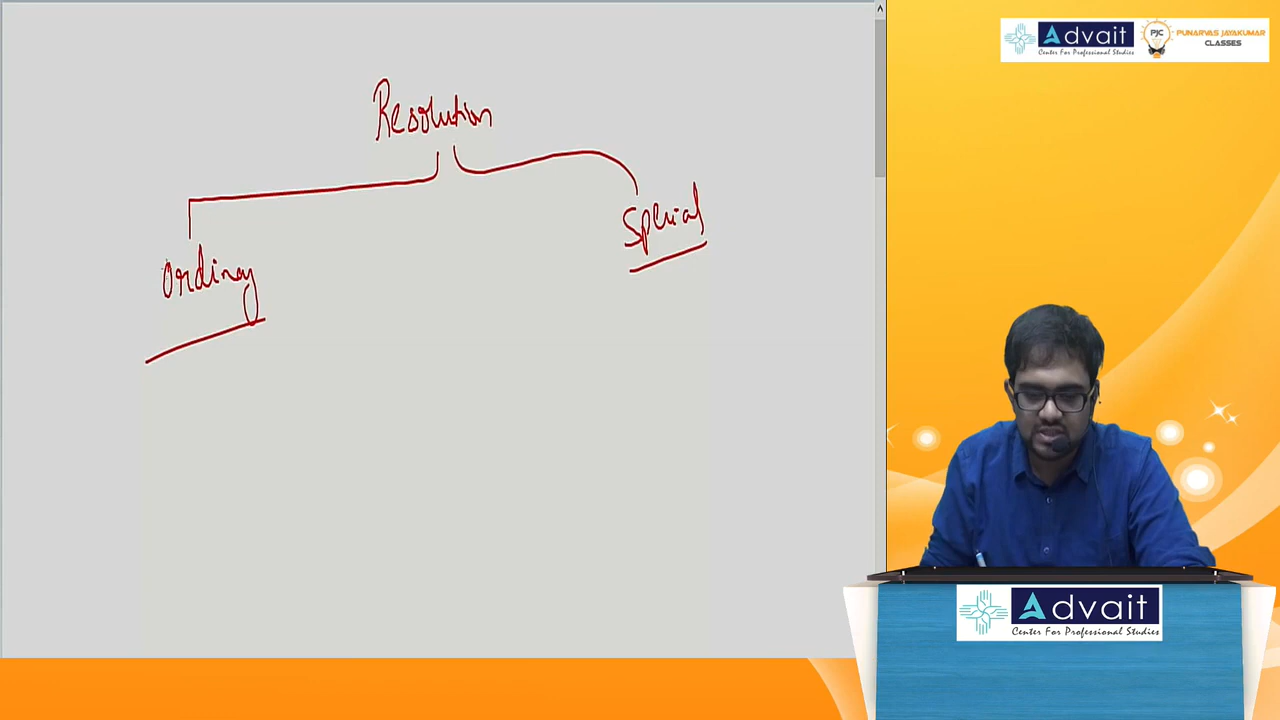 Advait
Center For Professional Studies
PJC
PUNARVAS JAYAKUMAR
CLASSES
Resolution
Special
Ordinary
Advait
Center For Professional Studies